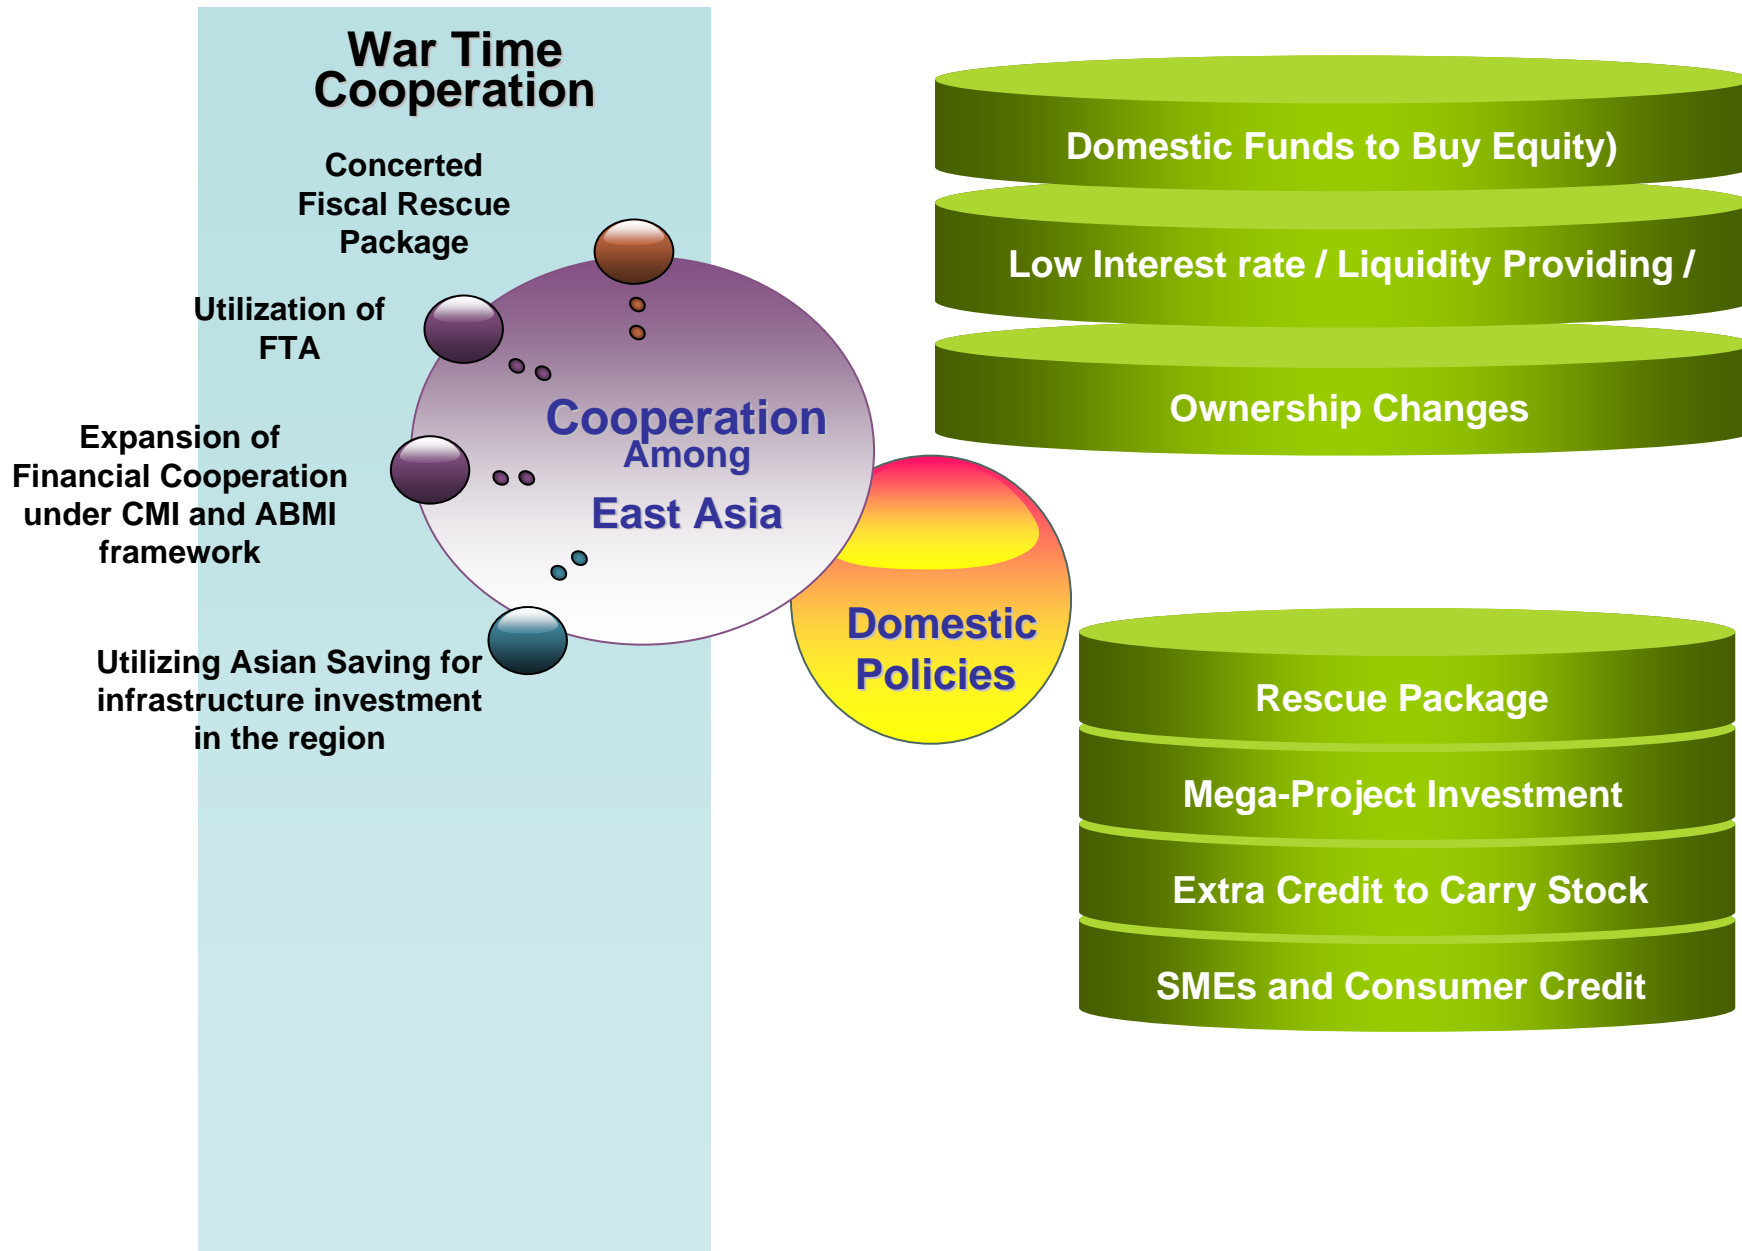 War Time
Cooperation
Concerted
Fiscal Rescue
Package
Utilization of
FTA
Expansion of
Financial Cooperation
under CMI and ABMI
framework
Utilizing Asian Saving for
infrastructure investment
in the region
Cooperation
Among
East Asia
Domestic
Policies
Domestic Funds to Buy Equity)
Low Interest rate / Liquidity Providing /
Ownership Changes
Rescue Package
Mega-Project Investment
Extra Credit to Carry Stock
SMEs and Consumer Credit